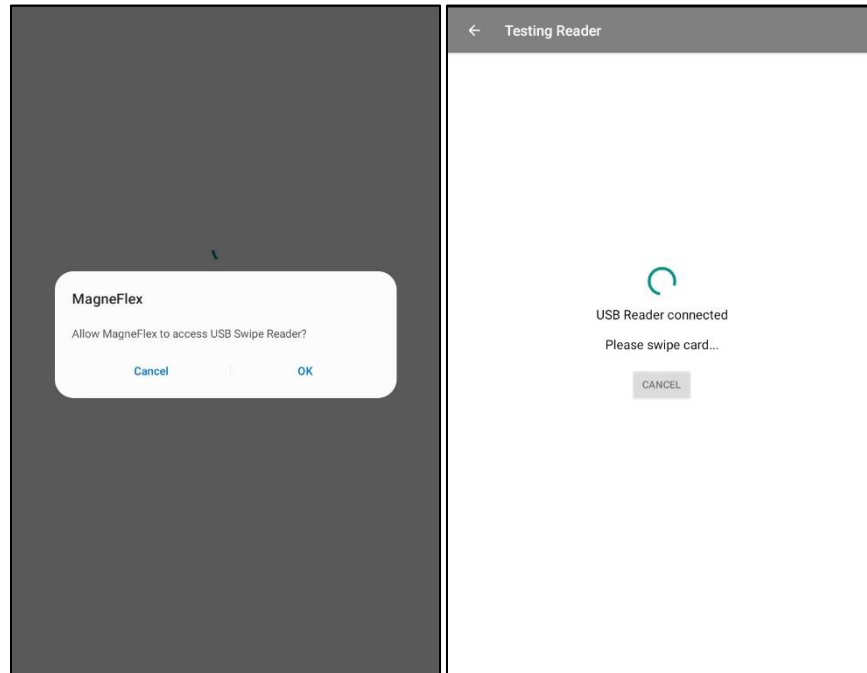 MagneFlex
Allow MagneFlex to access USB Swipe Reader?
Cancel
OK
Testing Reader
USB Reader connected
Please swipe card...
CANCEL